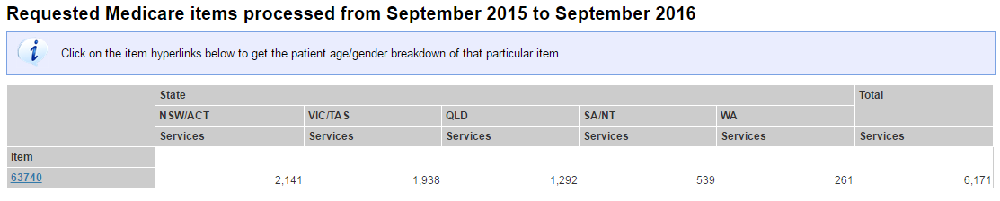 Requested Medicare items processed from September 2015 to September 2016
Click on the item hyperlinks below to get the patient age/gender breakdown of that particular item
State Total
NSW/ACT VIC/TAS QLD SA/NT WA
Services Services Services Services Services Services
Item
63740 2,141 1,938 1,292 539 261 6,171